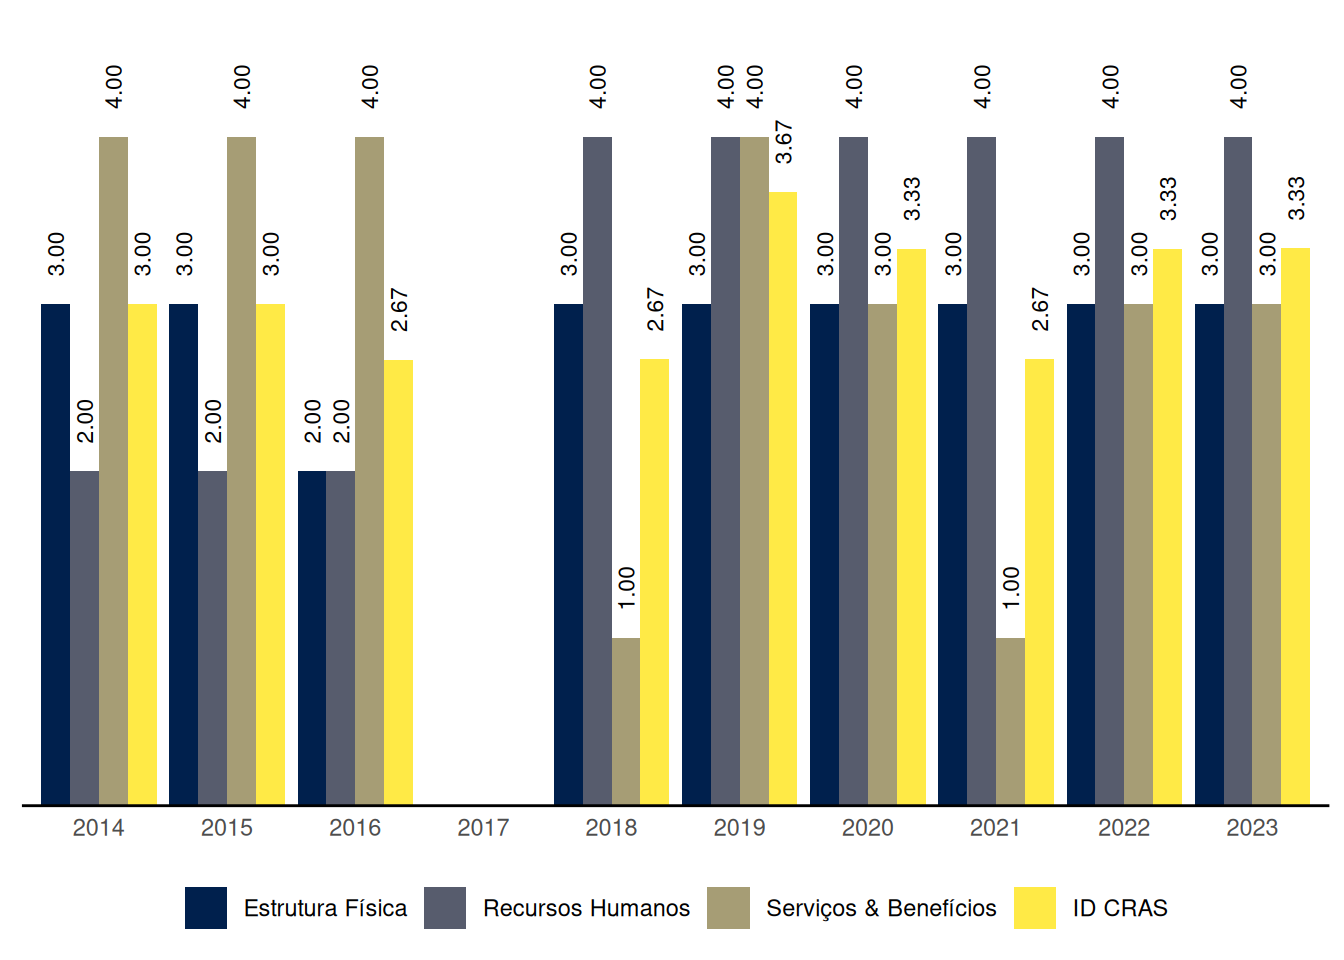 4.00 4.00 4.00 4.00 4.00 4.00 4.00 4.00 4.00 4.00
3.67
3.33 3.33 3.33
3.00 3.00 3.00 3.00 3.00 3.00 3.00 3.00 3.00 3.00 3.00 3.00 3.00
2.67 2.67 2.67
2.00 2.00 2.00 2.00
1.00 1.00
2014 2015 2016 2017 2018 2019 2020 2021 2022 2023
Estrutura Física Recursos Humanos Serviços & Benefícios ID CRAS